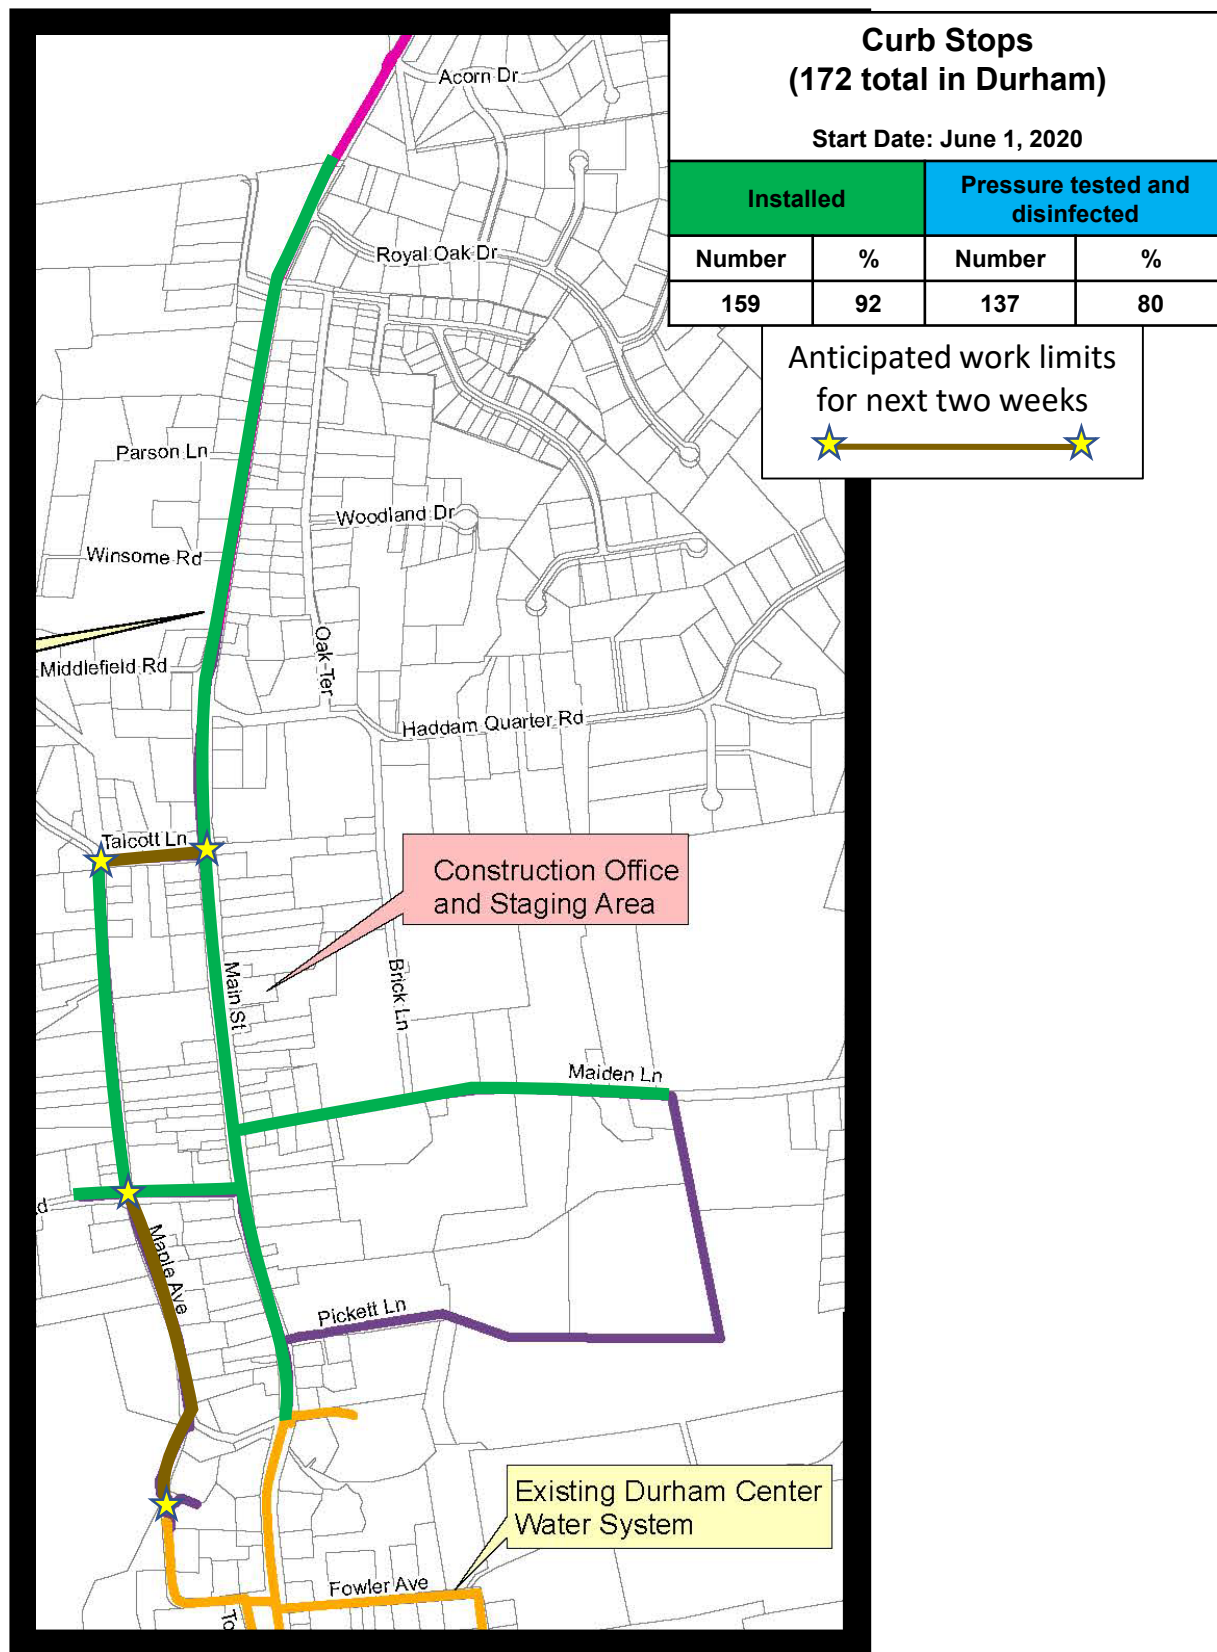 Curb Stops
(172 total in Durham)
Start Date: June 1, 2020
Installed
Pressure tested and
disinfected
Number % Number %
159 92 137 80
Anticipated work limits
for next two weeks
Acorn Dr
Royal Oak Dr
Parson Ln
Woodland Dr
Winsome Rd
Oak Ter
Middlefield Rd
Haddam Quarter Rd
Talcott Ln
Construction Office
and Staging Area
Main St
Brick Ln
Maiden Ln
Maple Ave
Pickett Ln
Existing Durham Center
Water System
Fowler Ave